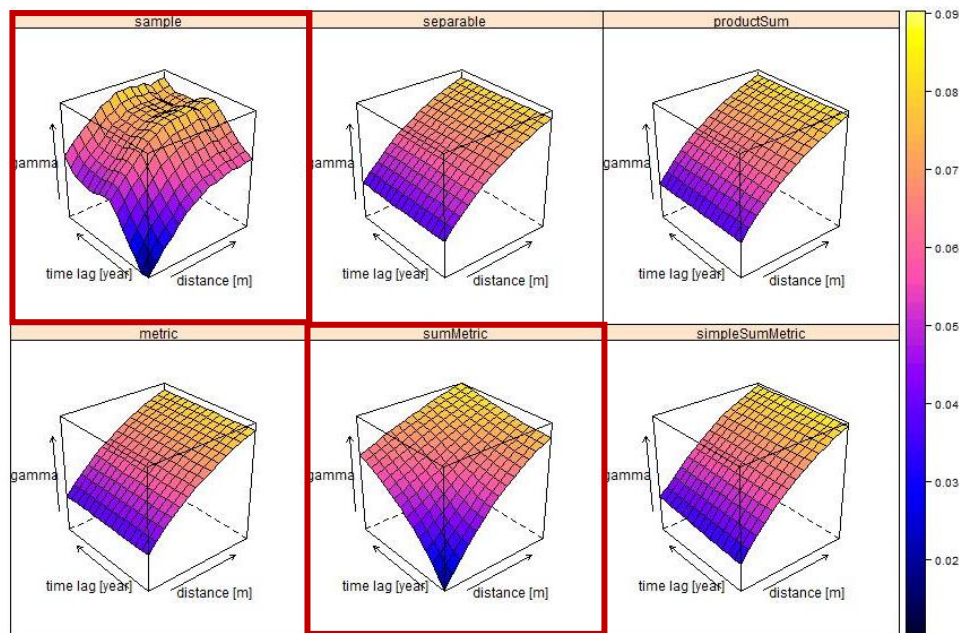 sample
separable
productSum
gamma
time lag [year]
distance [m]
gamma
time lag [year]
distance [m]
gamma
time lag [year]
distance [m]
metric
sumMetric
simpleSumMetric
gamma
time lag [year]
distance [m]
gamma
time lag [year]
distance [m]
gamma
time lag [year]
distance [m]
0.09
0.08
0.07
0.06
0.05
0.04
0.03
0.02